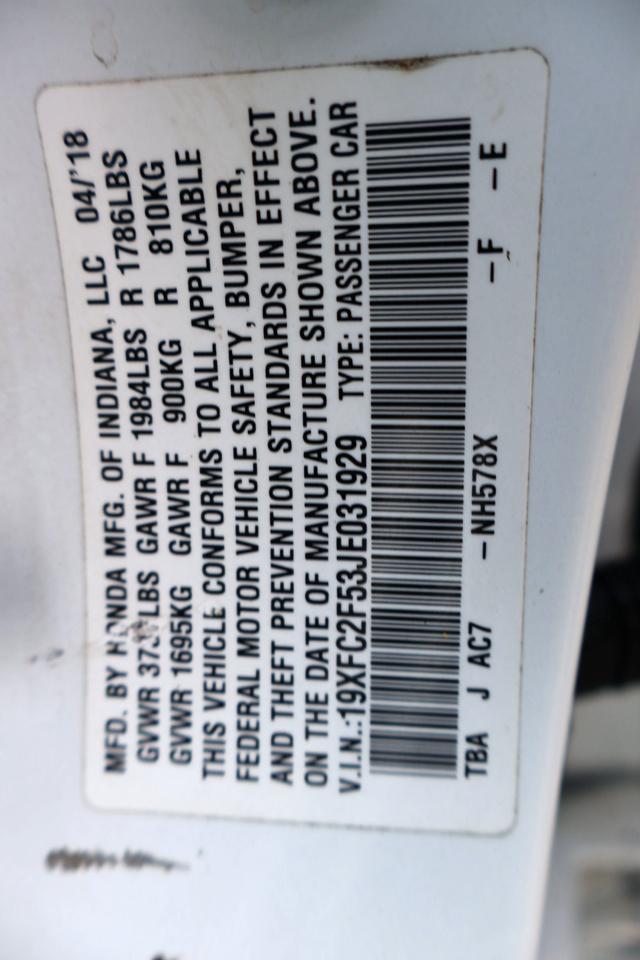 MFD. BY HONDA MFG. OF INDIANA, LLC 04/'18
GVWR LBS GAWR F 1984LBS R 1786LBS
GVWR 1695KG GAWR F 900KG R 810KG
THIS VEHICLE CONFORMS TO ALL APPLICABLE
FEDERAL MOTOR VEHICLE SAFETY, BUMPER,
AND THEFT PREVENTION STANDARDS IN EFFECT
ON THE DATE OF MANUFACTURE SHOWN ABOVE.
V.I.N.:19XFC2F53JE031929 TYPE: PASSENGER CAR
TBA J AC7 -NH578X -F -E